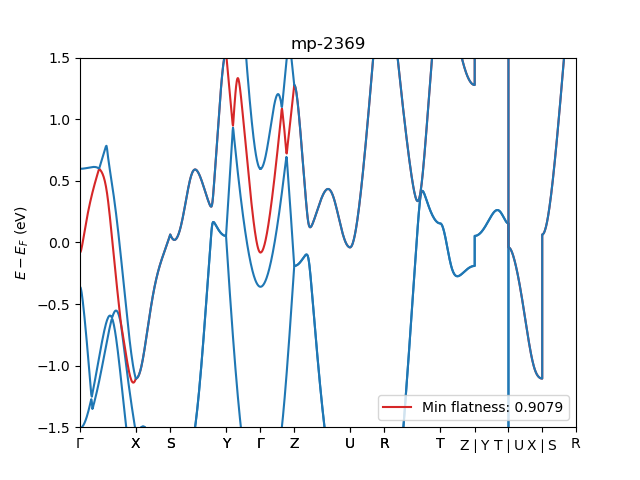 mp-2369
E − E_F (eV)
1.5
1.0
0.5
0.0
−0.5
−1.0
−1.5
Min flatness: 0.9079
Γ X S Y Γ Z U R T Z | Y T | U X | S R